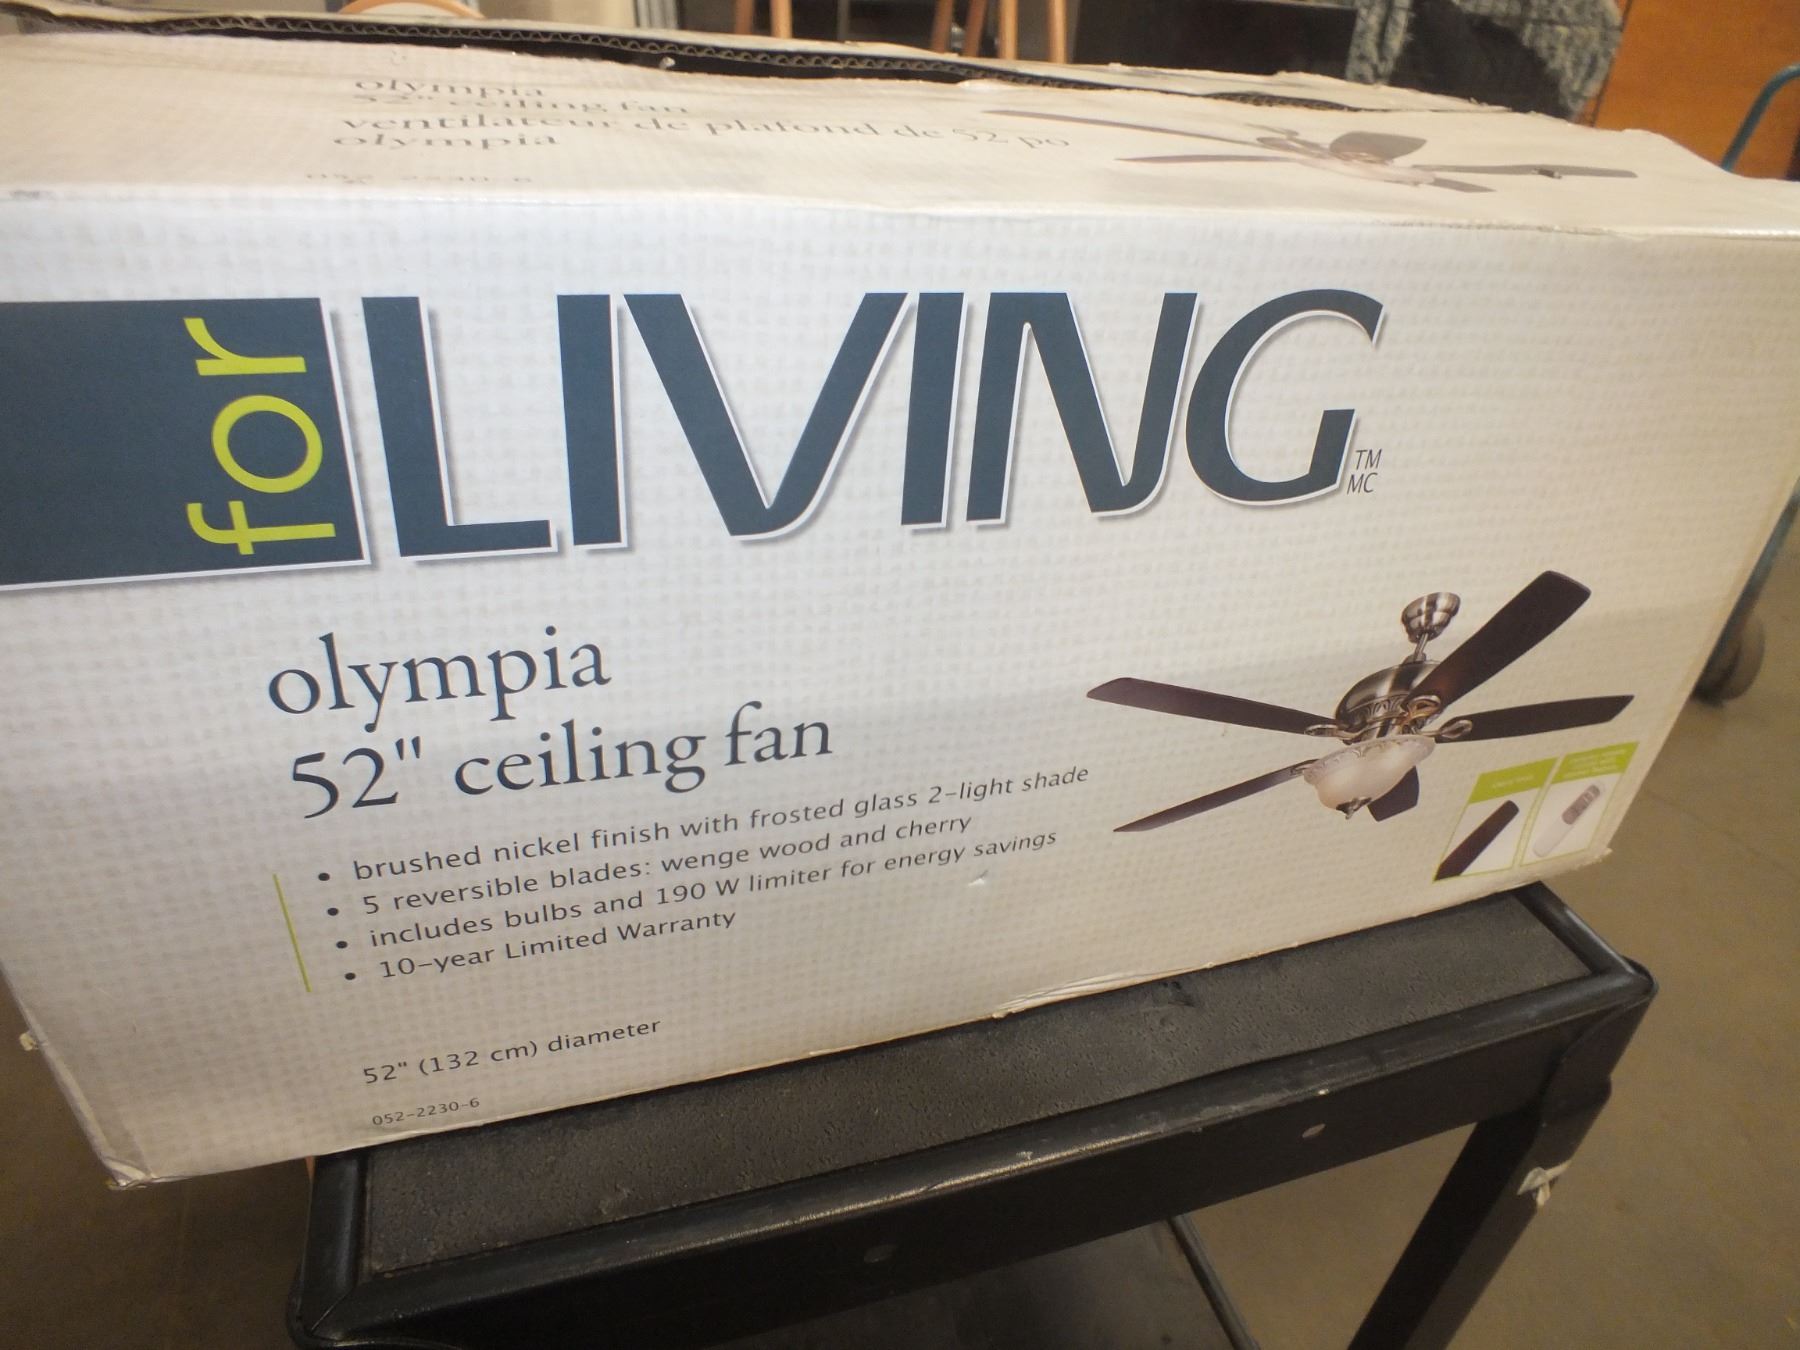 olympia
52" ceiling fan
ventilateur de plafond de 52 po
olympia
for LIVING
TM
MC
olympia
52" ceiling fan
• brushed nickel finish with frosted glass 2-light shade
• 5 reversible blades: wenge wood and cherry
• includes bulbs and 190 W limiter for energy savings
• 10-year Limited Warranty
52" (132 cm) diameter
052-2230-6